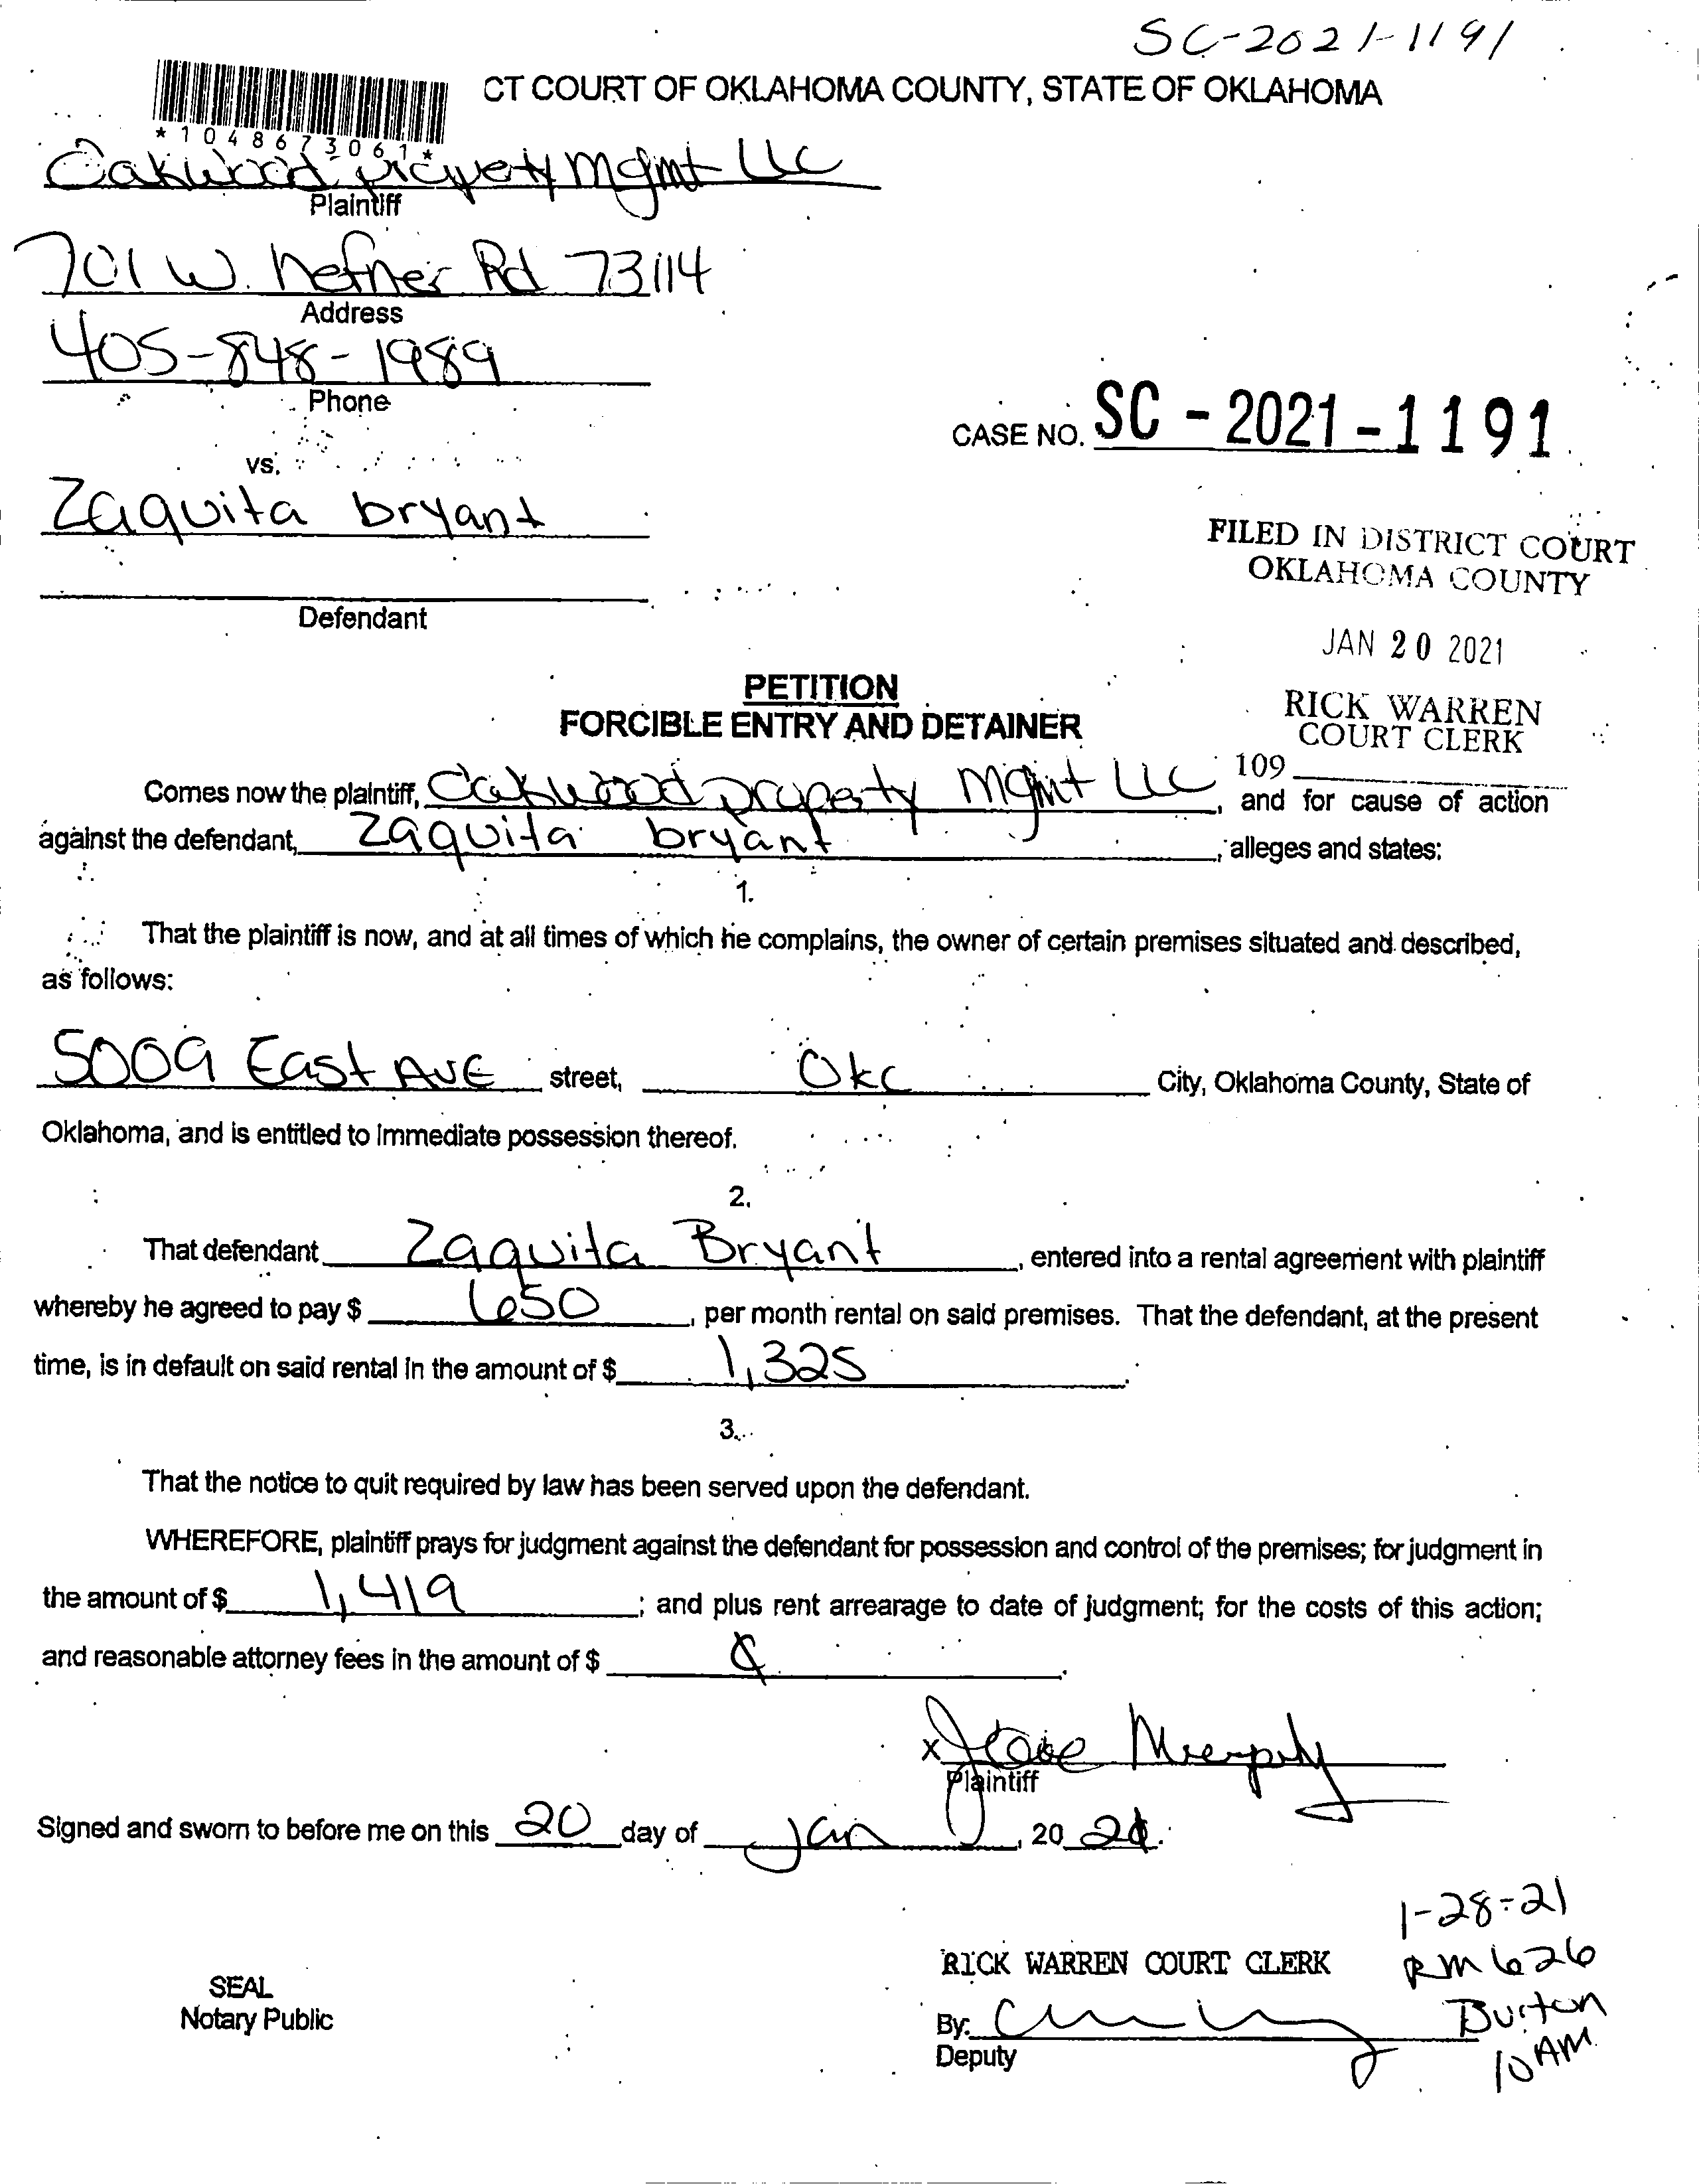 SC-2021-1191
CT COURT OF OKLAHOMA COUNTY, STATE OF OKLAHOMA
*1048673061*
Oakwood property Mgmt LLC
Plaintiff
701 W. hefner Rd 73114
Address
405-848-1989
Phone
CASE NO. SC-2021-1191
vs.
Zaquita bryant
FILED IN DISTRICT COURT
OKLAHOMA COUNTY
Defendant
JAN 20 2021
PETITION
RICK WARREN
COURT CLERK
FORCIBLE ENTRY AND DETAINER
109
Comes now the plaintiff, Oakwood property Mgmt LLC, and for cause of action
against the defendant, Zaquita bryant, alleges and states:
1.
That the plaintiff is now, and at all times of which he complains, the owner of certain premises situated and described,
as follows:
5009 East AVE street, Okc City, Oklahoma County, State of
Oklahoma, and is entitled to immediate possession thereof.
2.
That defendant Zaquita Bryant, entered into a rental agreement with plaintiff
whereby he agreed to pay $ 650, per month rental on said premises. That the defendant, at the present
time, is in default on said rental in the amount of $ 1,325.
3.
That the notice to quit required by law has been served upon the defendant.
WHEREFORE, plaintiff prays for judgment against the defendant for possession and control of the premises; for judgment in
the amount of $ 1,419; and plus rent arrearage to date of judgment; for the costs of this action;
and reasonable attorney fees in the amount of $
x Murphy
Plaintiff
Signed and sworn to before me on this 20 day of Jan, 20 21.
1-28-21
RICK WARREN COURT CLERK
RM 626
SEAL
Notary Public
By:
Burton
Deputy
10 AM